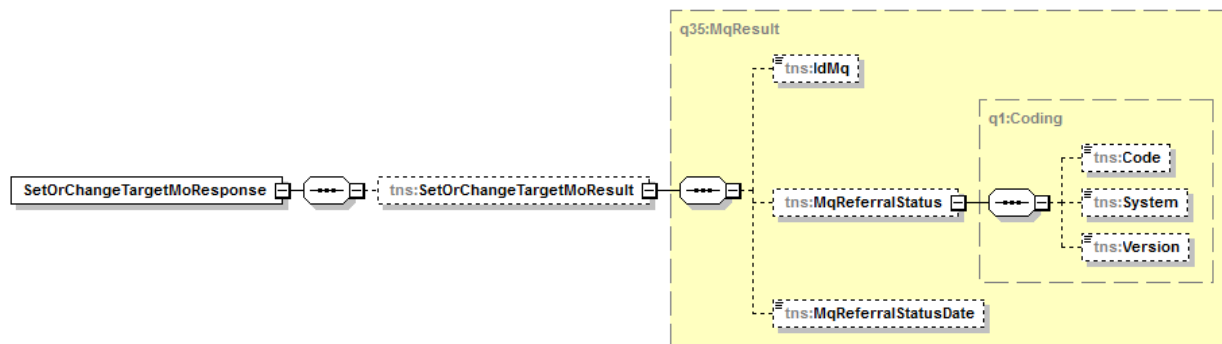 q35:MqResult
tns:IdMq
q1:Coding
tns:Code
SetOrChangeTargetMoResponse
tns:SetOrChangeTargetMoResult
tns:MqReferralStatus
tns:System
tns:Version
tns:MqReferralStatusDate